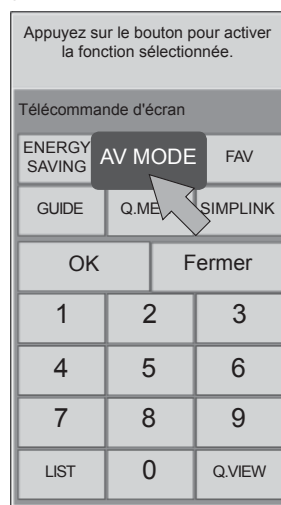 Appuyez sur le bouton pour activer
la fonction sélectionnée.
Télécommande d'écran
ENERGY
SAVING
AV MODE
FAV
GUIDE
SIMPLINK
OK
Fermer
1
2
3
4
5
6
7
8
9
LIST
0
Q.VIEW